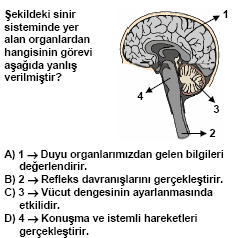 Şekildeki sinir
sisteminde yer
alan organlardan
hangisinin görevi
aşağıda yanlış
verilmiştir?
1
4
3
2
A) 1 → Duyu organlarımızdan gelen bilgileri
değerlendirir.
B) 2 → Refleks davranışlarını gerçekleştirir.
C) 3 → Vücut dengesinin ayarlanmasında
etkilidir.
D) 4 → Konuşma ve istemli hareketleri
gerçekleştirir.